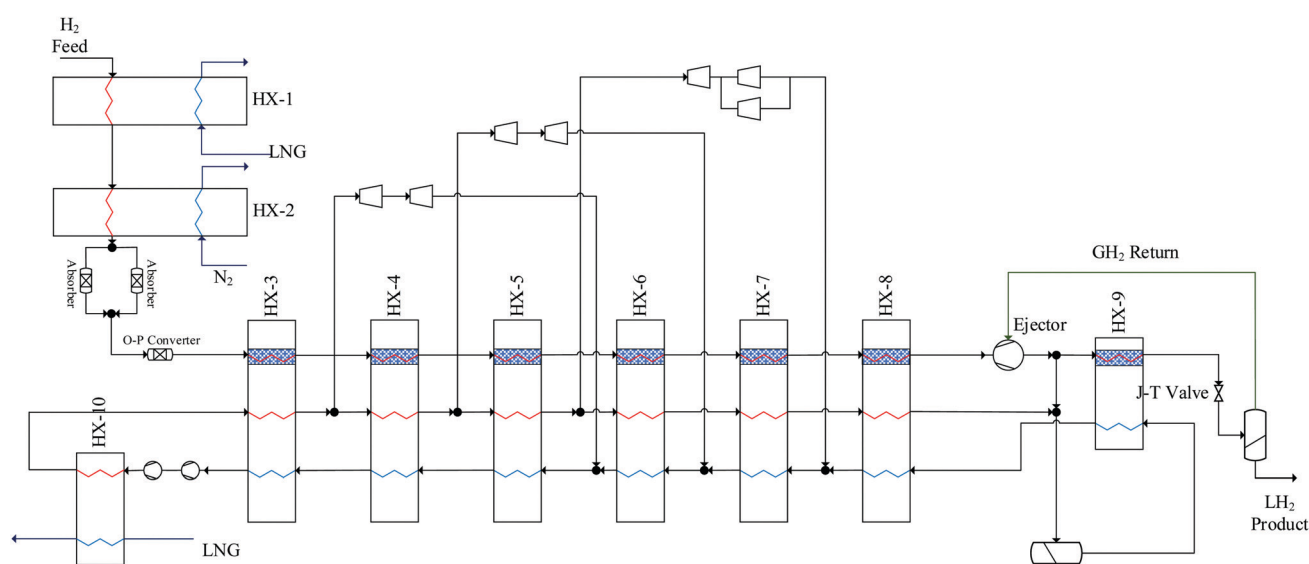 H₂
Feed
HX-1
LNG
HX-2
N₂
Absorber
Absorber
O-P Converter
HX-3
HX-4
HX-5
HX-6
HX-7
HX-8
GH₂ Return
Ejector
HX-9
J-T Valve
HX-10
LNG
LH₂
Product